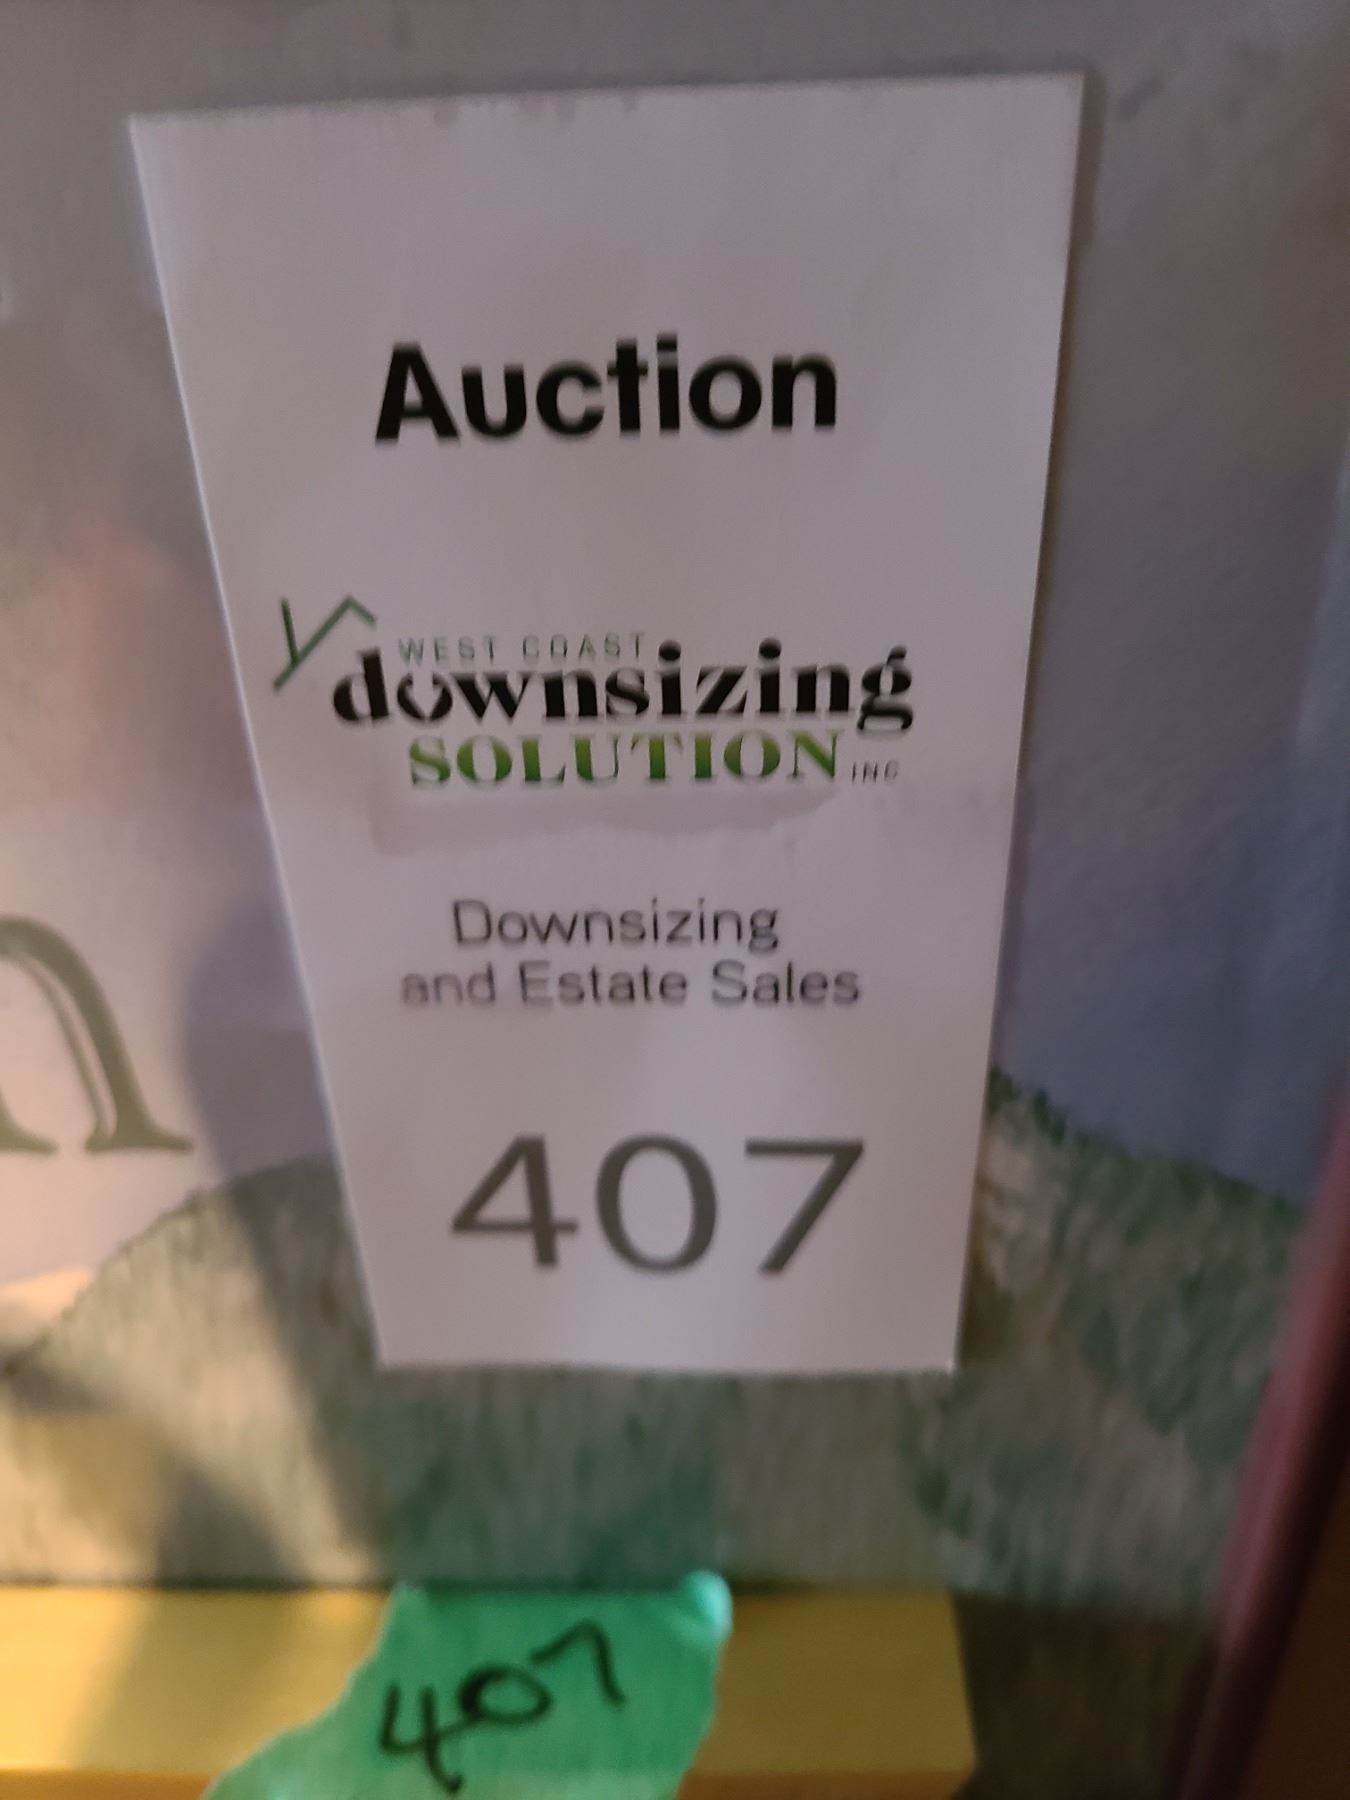 Auction
WEST COAST
downsizing
SOLUTION INC
Downsizing
and Estate Sales
n
407
407